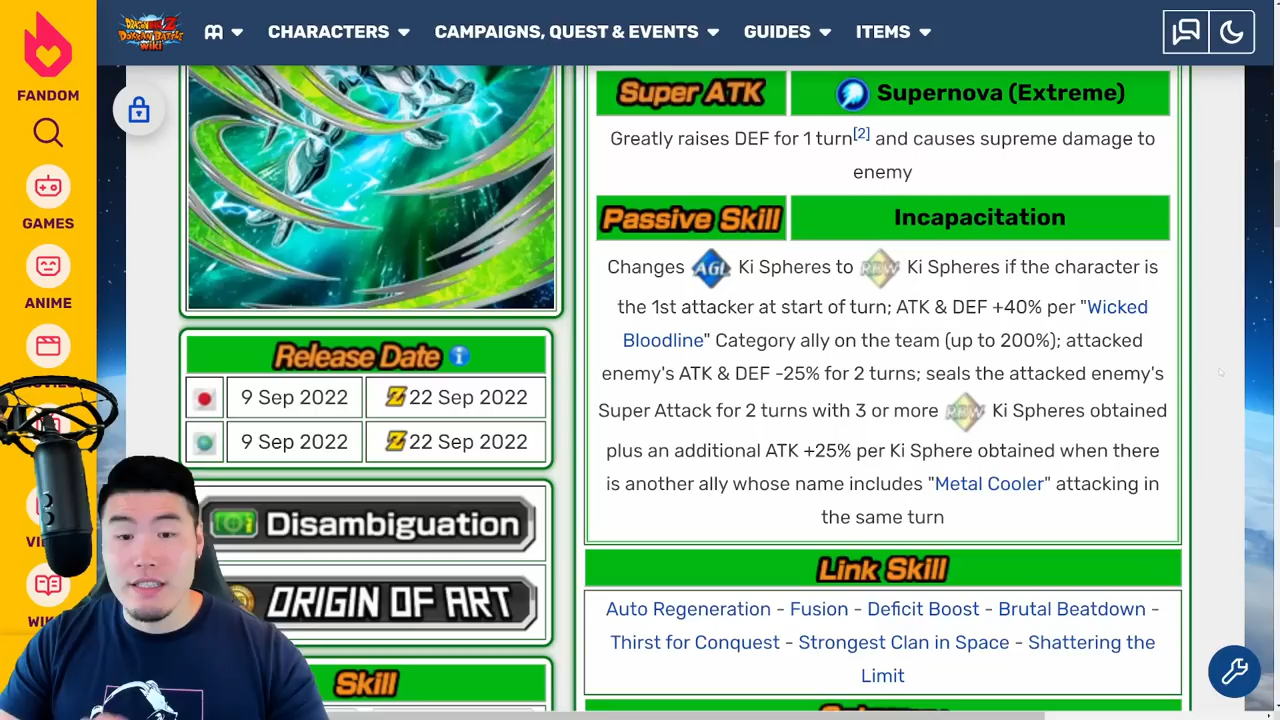 DRAGON BALL Z
DOKKAN BATTLE
WIKI
CHARACTERS
CAMPAIGNS, QUEST & EVENTS
GUIDES
ITEMS
FANDOM
GAMES
ANIME
Super ATK
Supernova (Extreme)
Greatly raises DEF for 1 turn[2] and causes supreme damage to
enemy
Passive Skill
Incapacitation
Changes AGL Ki Spheres to RBW Ki Spheres if the character is
the 1st attacker at start of turn; ATK & DEF +40% per "Wicked
Bloodline" Category ally on the team (up to 200%); attacked
enemy's ATK & DEF -25% for 2 turns; seals the attacked enemy's
Super Attack for 2 turns with 3 or more RBW Ki Spheres obtained
plus an additional ATK +25% per Ki Sphere obtained when there
is another ally whose name includes "Metal Cooler" attacking in
the same turn
Link Skill
Auto Regeneration - Fusion - Deficit Boost - Brutal Beatdown -
Thirst for Conquest - Strongest Clan in Space - Shattering the
Limit
Release Date
9 Sep 2022 Z 22 Sep 2022
9 Sep 2022 Z 22 Sep 2022
Disambiguation
ORIGIN OF ART
Skill